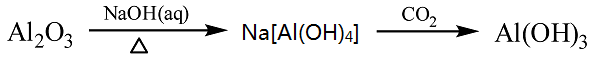 Al₂O₃ NaOH(aq) △ Na[Al(OH)₄] CO₂ Al(OH)₃